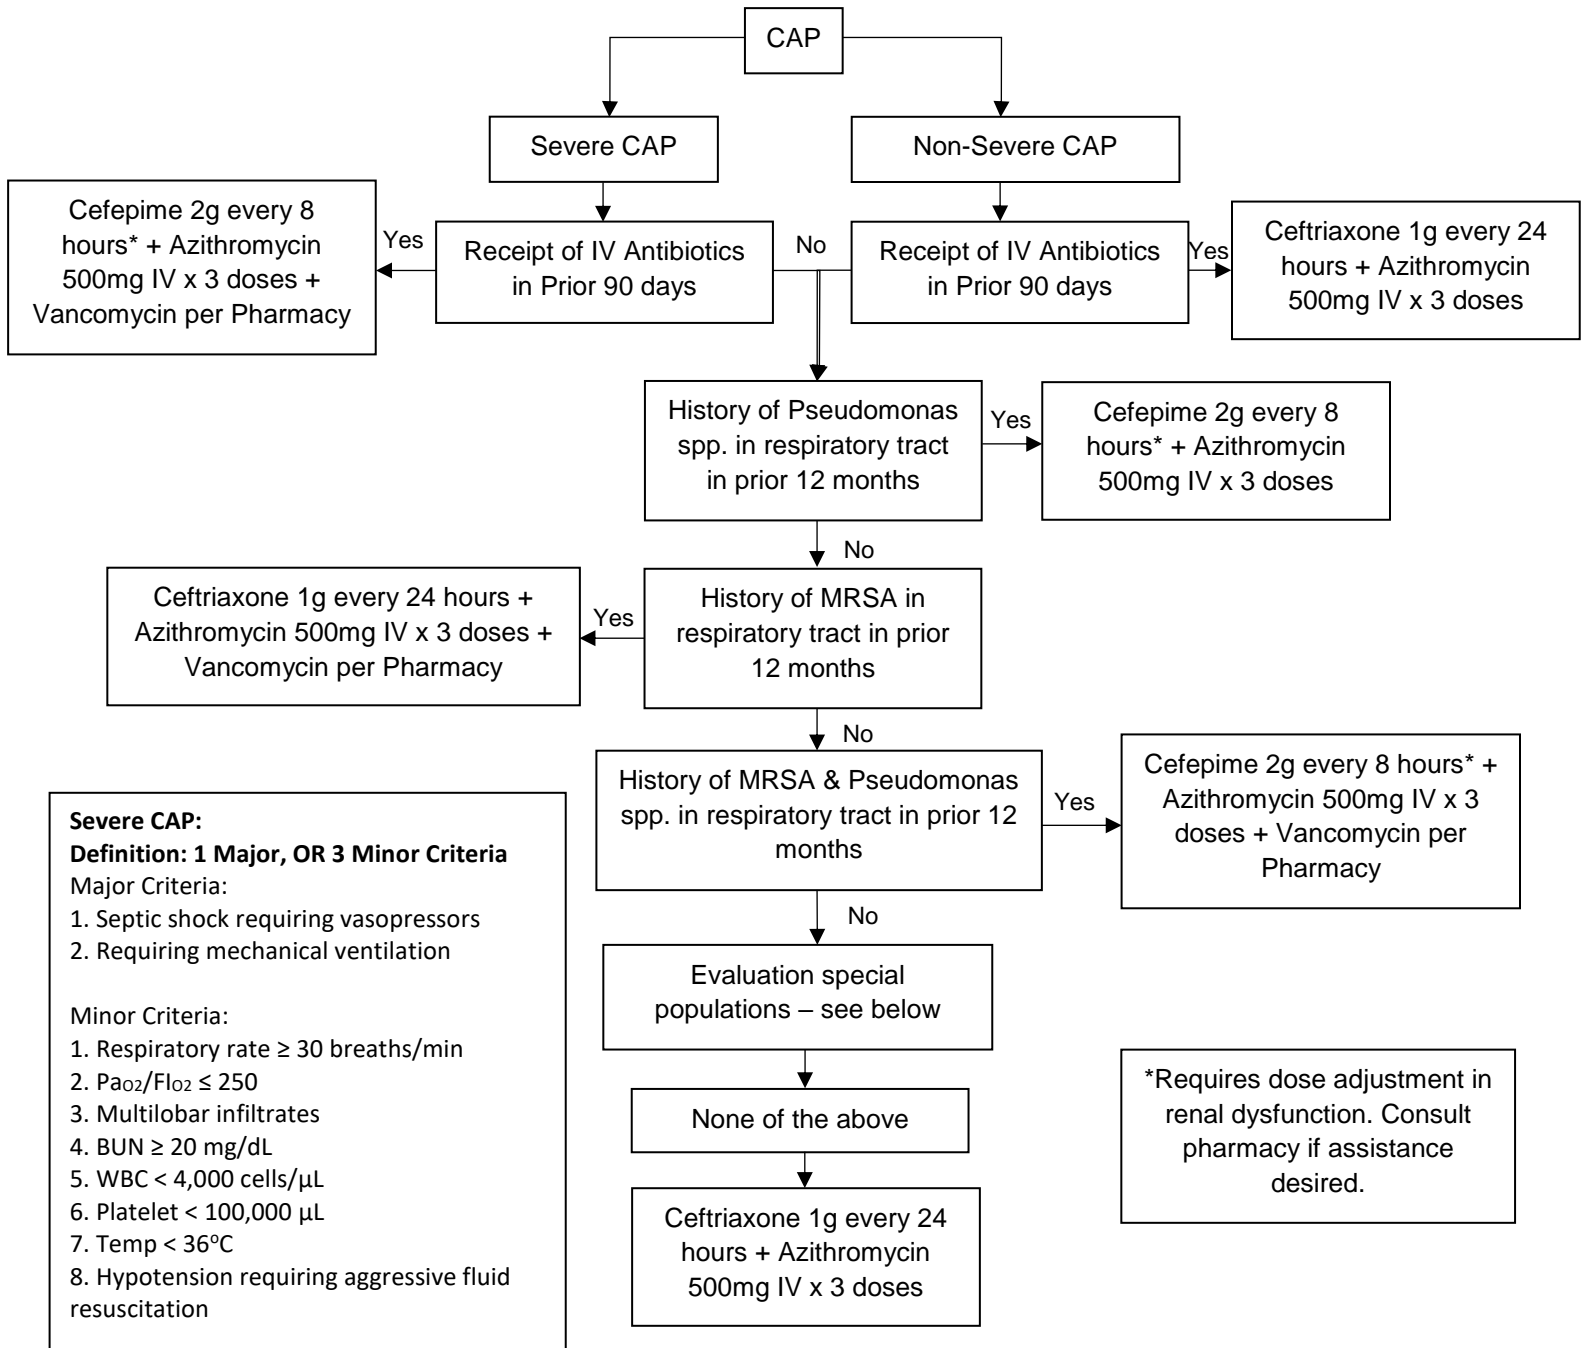 CAP
Severe CAP
Non-Severe CAP
Cefepime 2g every 8
hours* + Azithromycin
500mg IV x 3 doses +
Vancomycin per Pharmacy
Yes
Receipt of IV Antibiotics
in Prior 90 days
No
Receipt of IV Antibiotics
in Prior 90 days
Yes
Ceftriaxone 1g every 24
hours + Azithromycin
500mg IV x 3 doses
History of Pseudomonas
spp. in respiratory tract
in prior 12 months
Yes
Cefepime 2g every 8
hours* + Azithromycin
500mg IV x 3 doses
No
Ceftriaxone 1g every 24 hours +
Azithromycin 500mg IV x 3 doses +
Vancomycin per Pharmacy
Yes
History of MRSA in
respiratory tract in prior
12 months
No
History of MRSA & Pseudomonas
spp. in respiratory tract in prior 12
months
Yes
Cefepime 2g every 8 hours* +
Azithromycin 500mg IV x 3
doses + Vancomycin per
Pharmacy
No
Severe CAP:
Definition: 1 Major, OR 3 Minor Criteria
Major Criteria:
1. Septic shock requiring vasopressors
2. Requiring mechanical ventilation
Minor Criteria:
1. Respiratory rate ≥ 30 breaths/min
2. PaO2/FIO2 ≤ 250
3. Multilobar infiltrates
4. BUN ≥ 20 mg/dL
5. WBC < 4,000 cells/µL
6. Platelet < 100,000 µL
7. Temp < 36°C
8. Hypotension requiring aggressive fluid
resuscitation
Evaluation special
populations – see below
None of the above
Ceftriaxone 1g every 24
hours + Azithromycin
500mg IV x 3 doses
*Requires dose adjustment in
renal dysfunction. Consult
pharmacy if assistance
desired.